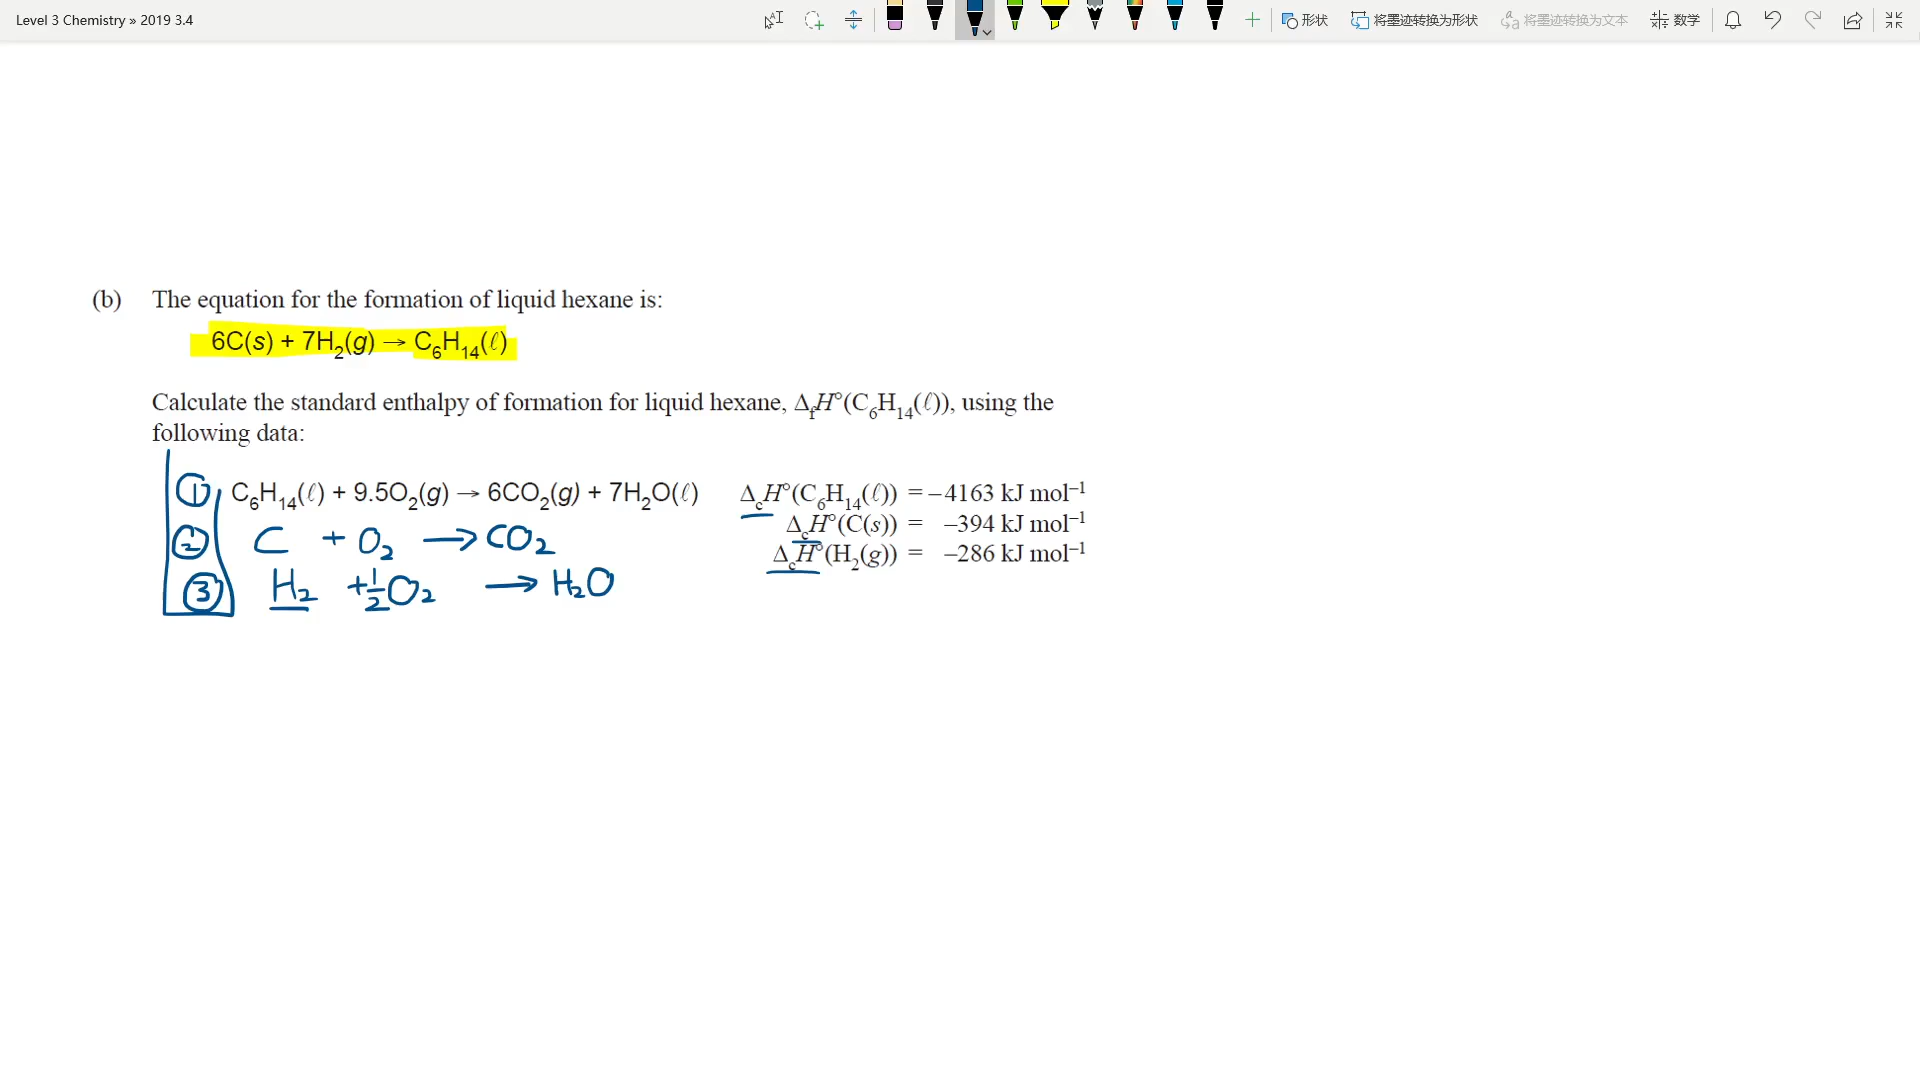 Level 3 Chemistry » 2019 3.4
形状
将墨迹转换为形状
将墨迹转换为文本
数学
(b) The equation for the formation of liquid hexane is:
6C(s) + 7H₂(g) → C₆H₁₄(ℓ)
Calculate the standard enthalpy of formation for liquid hexane, ΔfH°(C₆H₁₄(ℓ)), using the
following data:
① C₆H₁₄(ℓ) + 9.5O₂(g) → 6CO₂(g) + 7H₂O(ℓ) ΔcH°(C₆H₁₄(ℓ)) = –4163 kJ mol⁻¹
② C + O₂ → CO₂ ΔcH°(C(s)) = –394 kJ mol⁻¹
③ H₂ + ½O₂ → H₂O ΔcH°(H₂(g)) = –286 kJ mol⁻¹